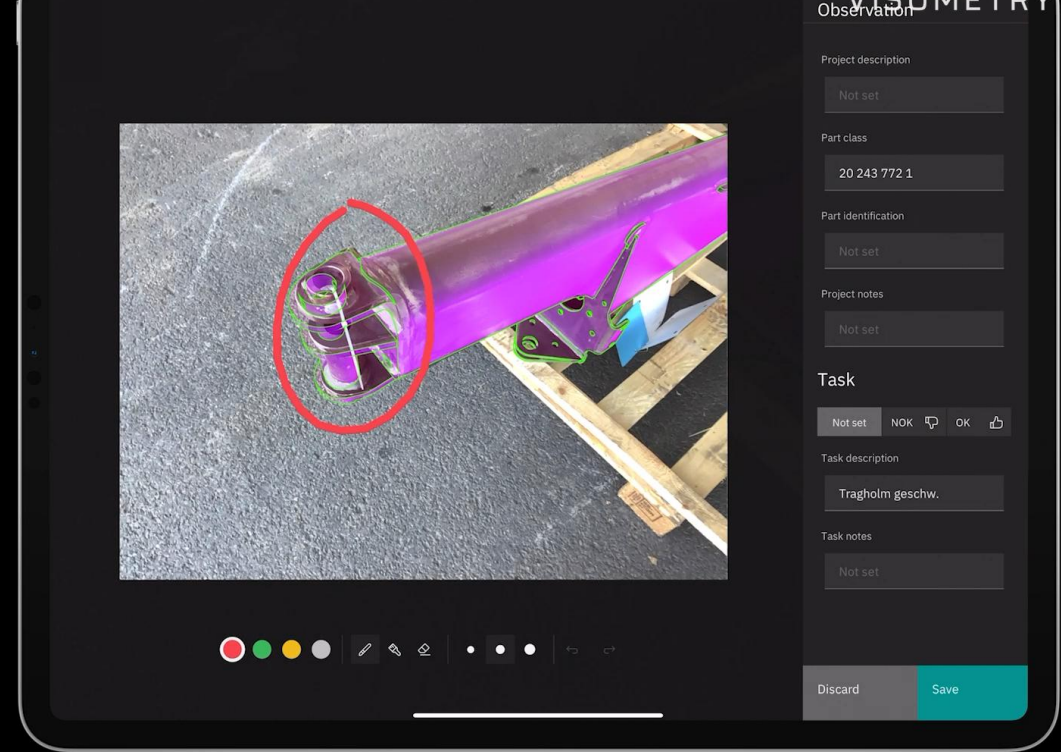 VISOMETRY
Observation
Project description
Not set
Part class
20 243 772 1
Part identification
Not set
Project notes
Not set
Task
Not set NOK OK
Task description
Tragholm geschw.
Task notes
Not set
Discard Save